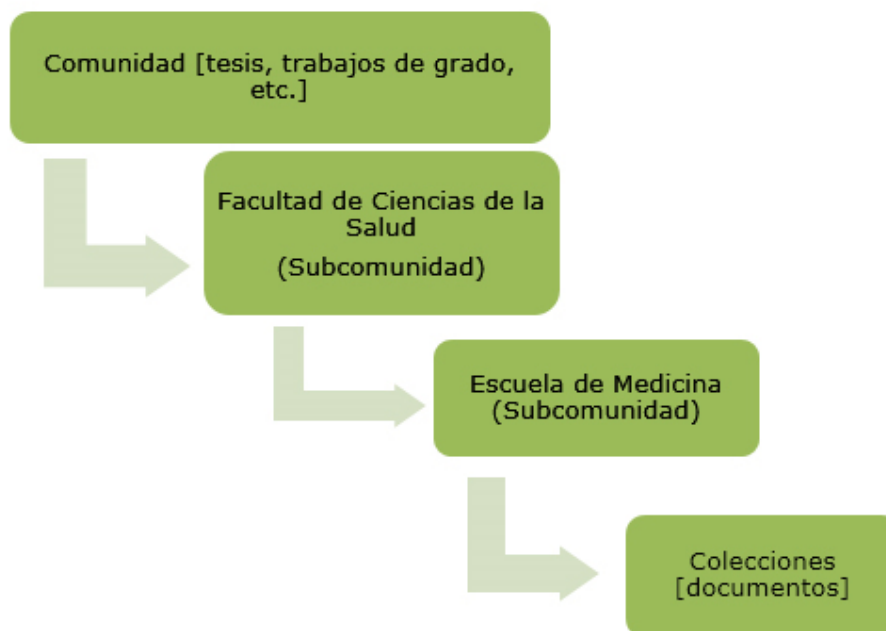 Comunidad [tesis, trabajos de grado,
etc.]
Facultad de Ciencias de la
Salud
(Subcomunidad)
Escuela de Medicina
(Subcomunidad)
Colecciones
[documentos]